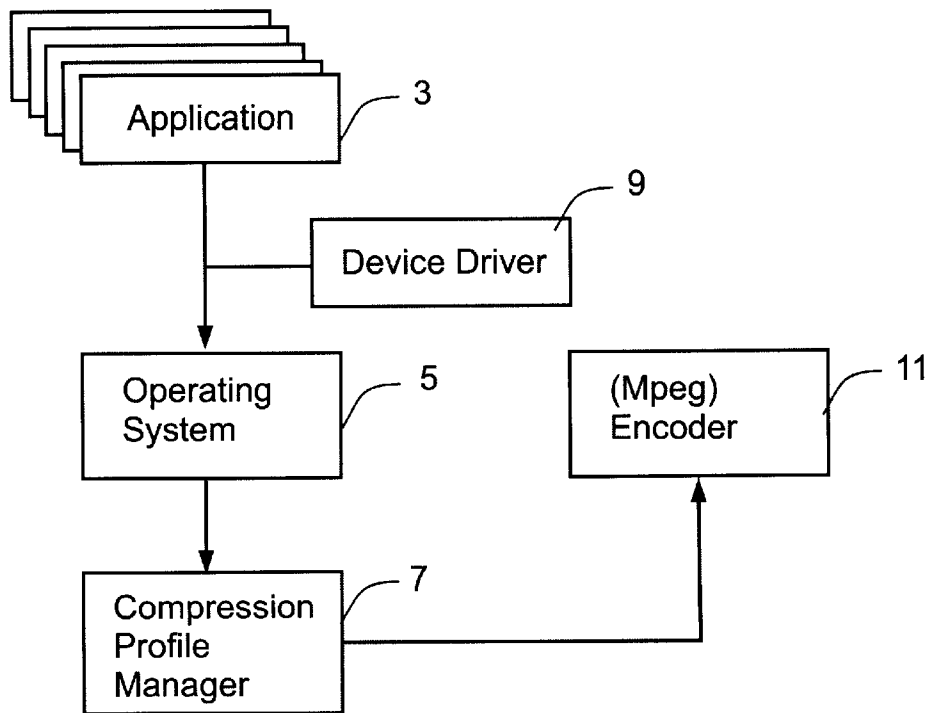 Application
3
9
Device Driver
Operating
System
5
(Mpeg)
Encoder
11
Compression
Profile
Manager
7